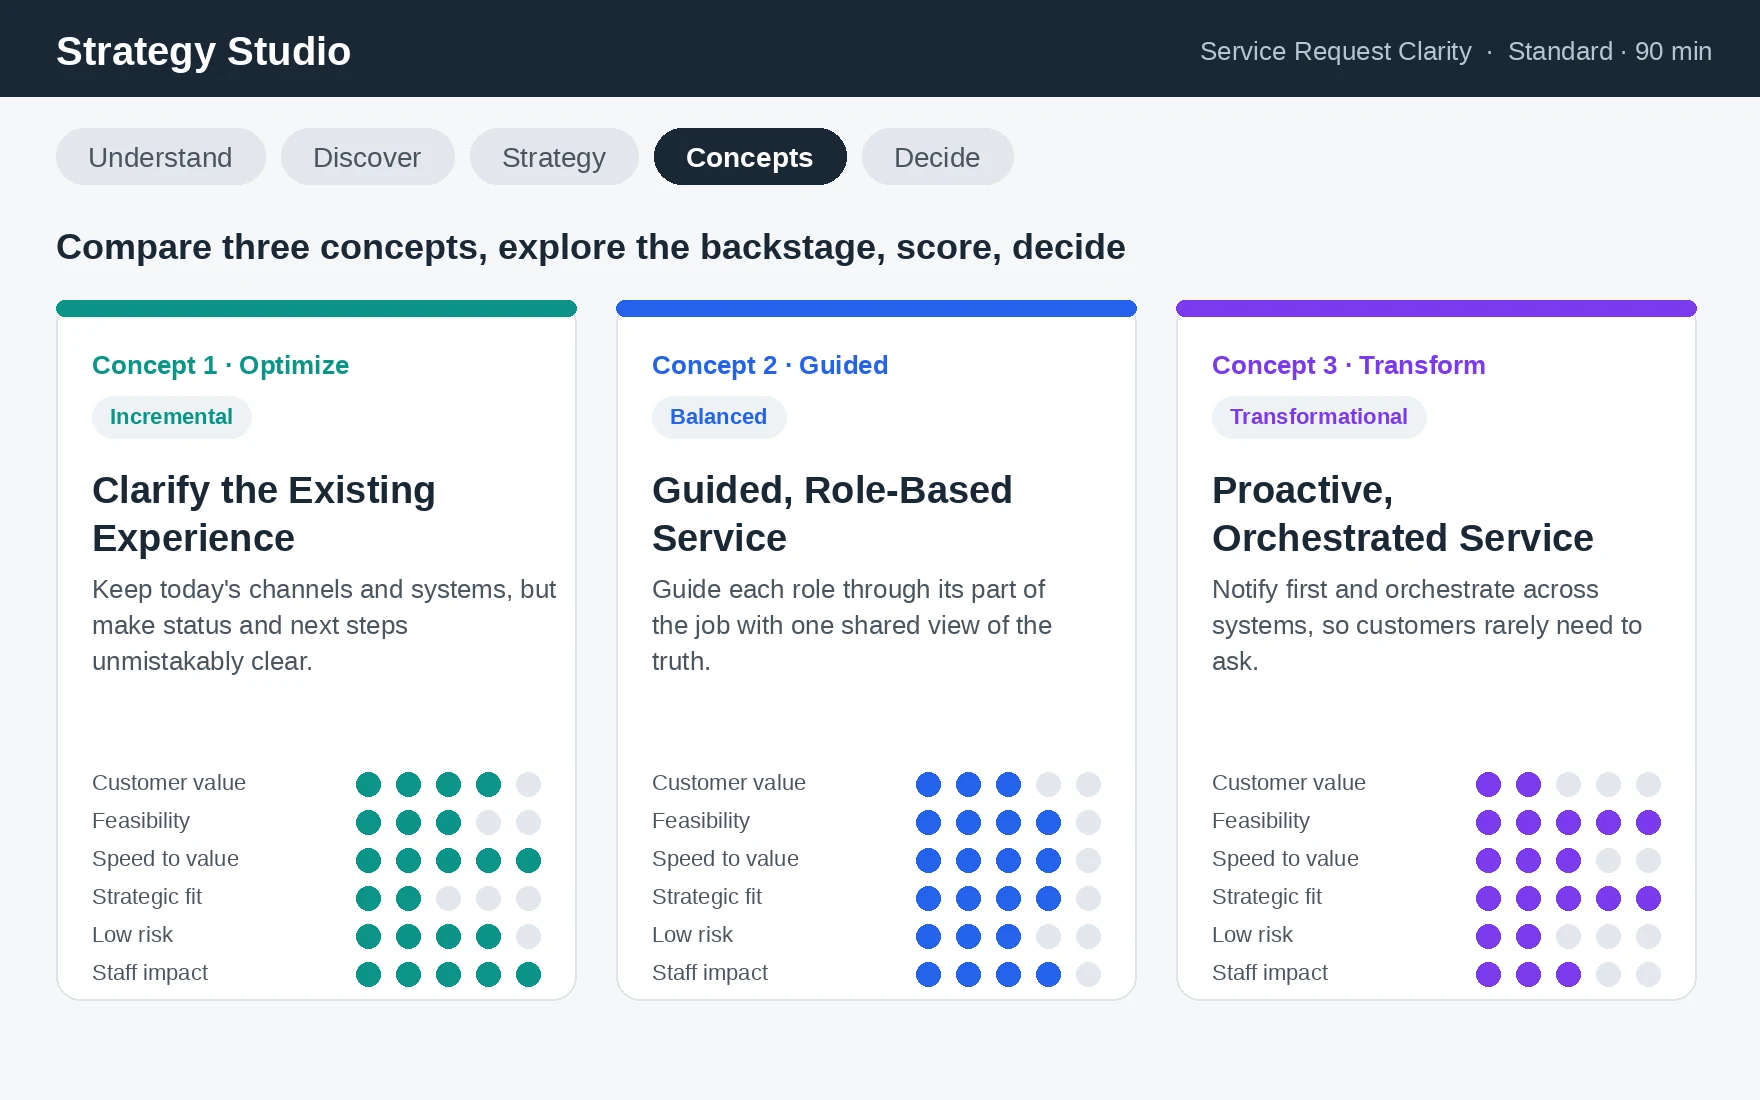 Strategy Studio
Service Request Clarity · Standard · 90 min
Understand
Discover
Strategy
Concepts
Decide
Compare three concepts, explore the backstage, score, decide
Concept 1 · Optimize
Incremental
Clarify the Existing
Experience
Keep today's channels and systems, but
make status and next steps
unmistakably clear.
Customer value
Feasibility
Speed to value
Strategic fit
Low risk
Staff impact
Concept 2 · Guided
Balanced
Guided, Role-Based
Service
Guide each role through its part of
the job with one shared view of the
truth.
Customer value
Feasibility
Speed to value
Strategic fit
Low risk
Staff impact
Concept 3 · Transform
Transformational
Proactive,
Orchestrated Service
Notify first and orchestrate across
systems, so customers rarely need to
ask.
Customer value
Feasibility
Speed to value
Strategic fit
Low risk
Staff impact